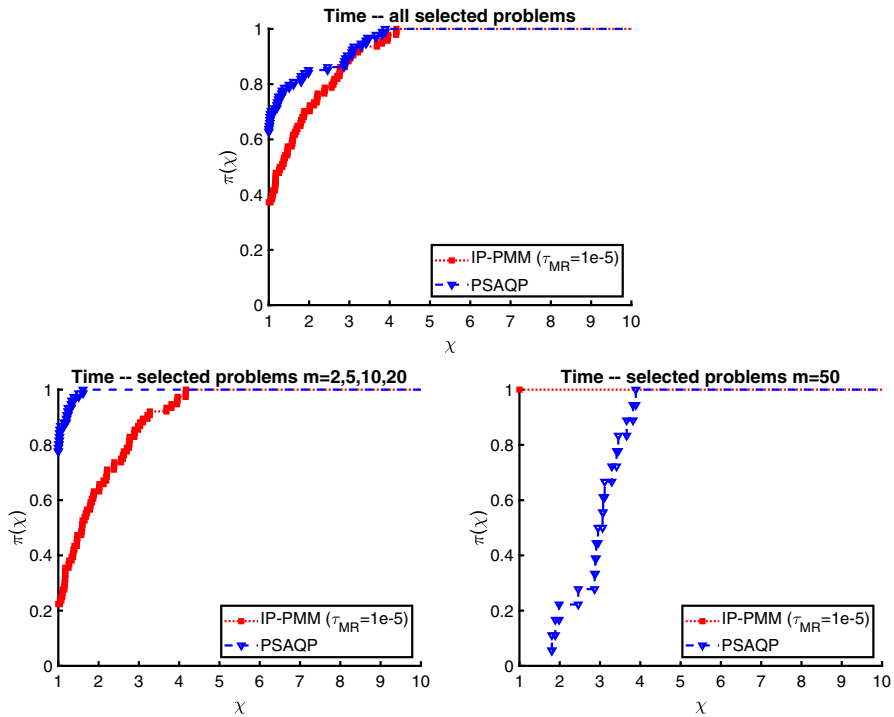 Time -- all selected problems
1
0.8
0.6
0.4
0.2
0
π(χ)
IP-PMM (τ_MR=1e-5)
PSAQP
1 2 3 4 5 6 7 8 9 10
χ
Time -- selected problems m=2,5,10,20
1
0.8
0.6
0.4
0.2
0
π(χ)
IP-PMM (τ_MR=1e-5)
PSAQP
1 2 3 4 5 6 7 8 9 10
χ
Time -- selected problems m=50
1
0.8
0.6
0.4
0.2
0
π(χ)
IP-PMM (τ_MR=1e-5)
PSAQP
1 2 3 4 5 6 7 8 9 10
χ